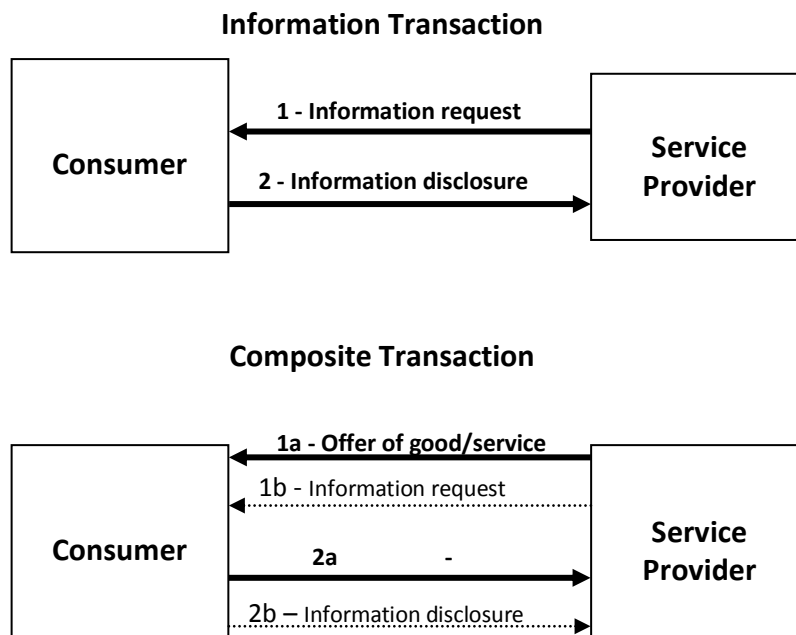 Information Transaction
1 - Information request
Consumer
Service
Provider
2 - Information disclosure
Composite Transaction
1a - Offer of good/service
1b - Information request
Consumer
Service
Provider
2a -
2b – Information disclosure